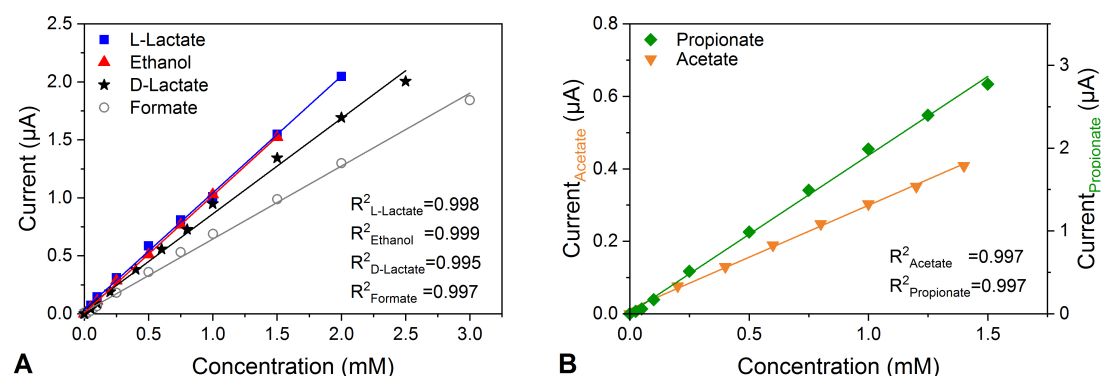 2.5
2.0
1.5
1.0
0.5
0.0
Current (µA)
L-Lactate
Ethanol
D-Lactate
Formate
R²L-Lactate=0.998
R²Ethanol=0.999
R²D-Lactate=0.995
R²Formate=0.997
0.0 0.5 1.0 1.5 2.0 2.5 3.0
Concentration (mM)
A
0.8
0.6
0.4
0.2
0.0
CurrentAcetate (µA)
Propionate
Acetate
R²Acetate=0.997
R²Propionate=0.997
3
2
1
0
CurrentPropionate (µA)
0.0 0.5 1.0 1.5
Concentration (mM)
B